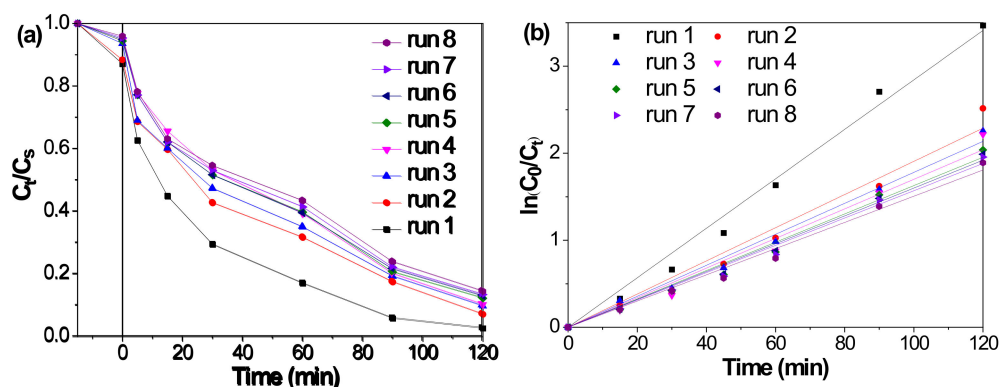 (a)
1.0
0.8
0.6
0.4
0.2
0.0
Cₜ/Cₛ
run 8
run 7
run 6
run 5
run 4
run 3
run 2
run 1
0 20 40 60 80 100 120
Time (min)
(b)
3
2
1
0
ln(C₀/Cₜ)
run 1 run 2
run 3 run 4
run 5 run 6
run 7 run 8
0 20 40 60 80 100 120
Time (min)